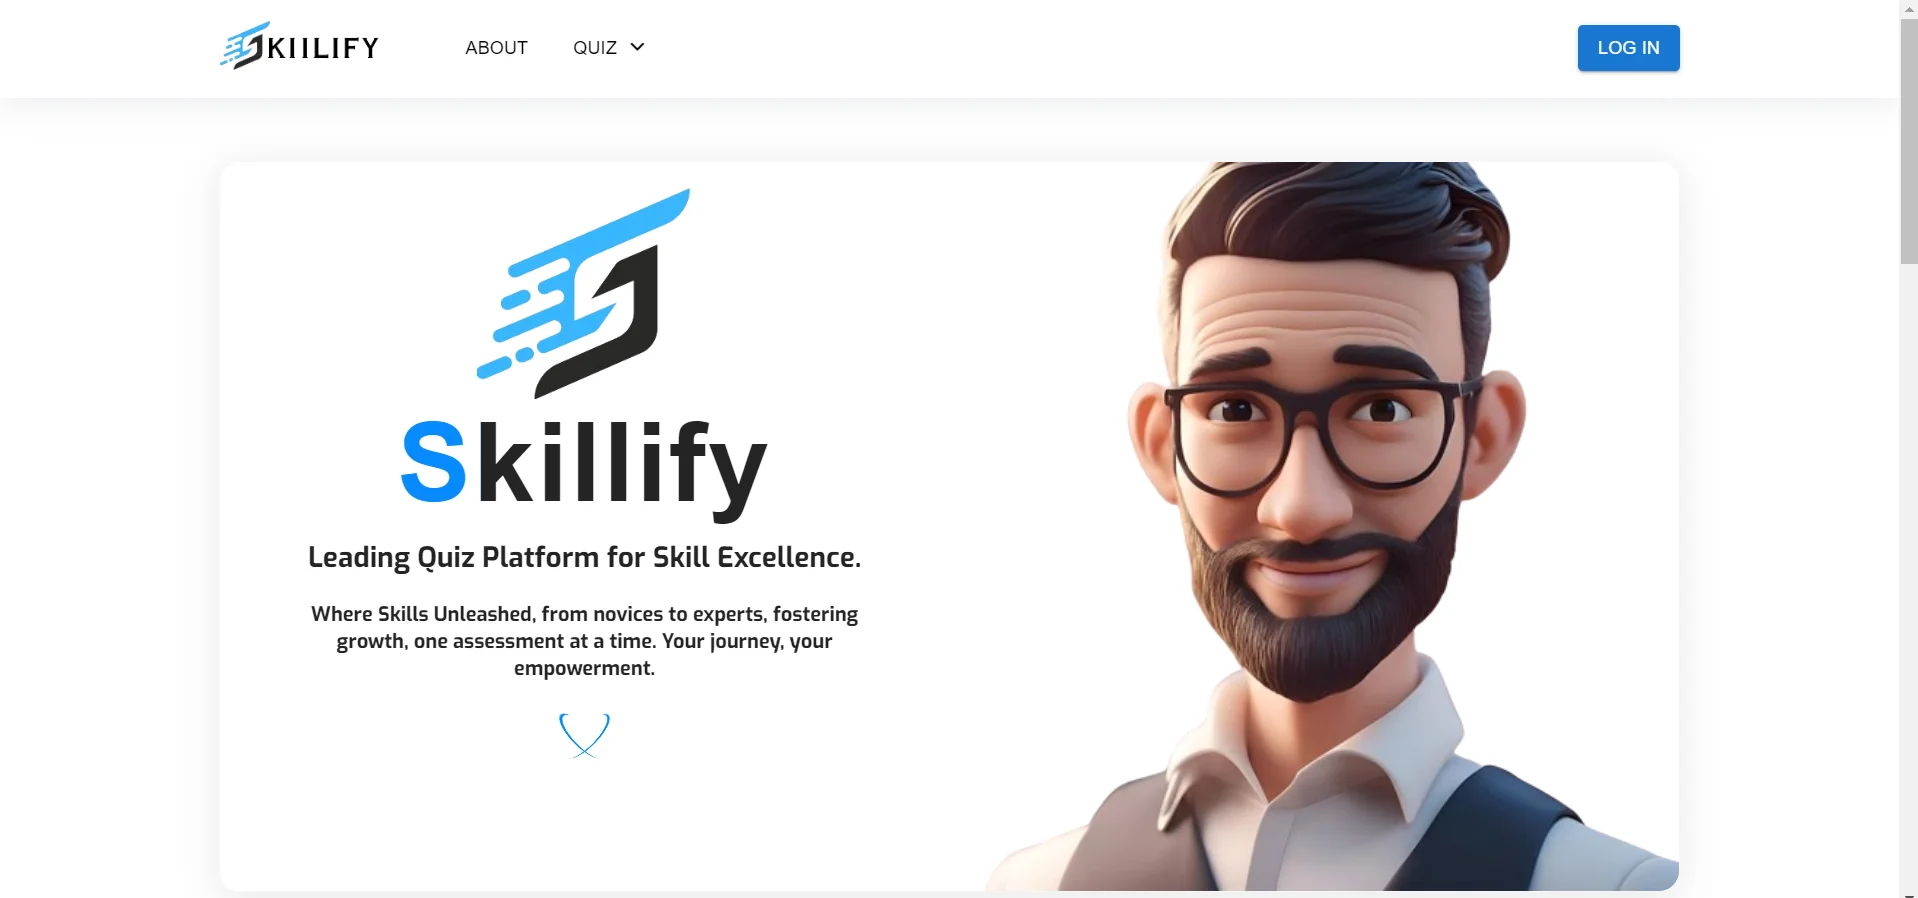 SKIILIFY
ABOUT
QUIZ
LOG IN
Skillify
Leading Quiz Platform for Skill Excellence.
Where Skills Unleashed, from novices to experts, fostering
growth, one assessment at a time. Your journey, your
empowerment.